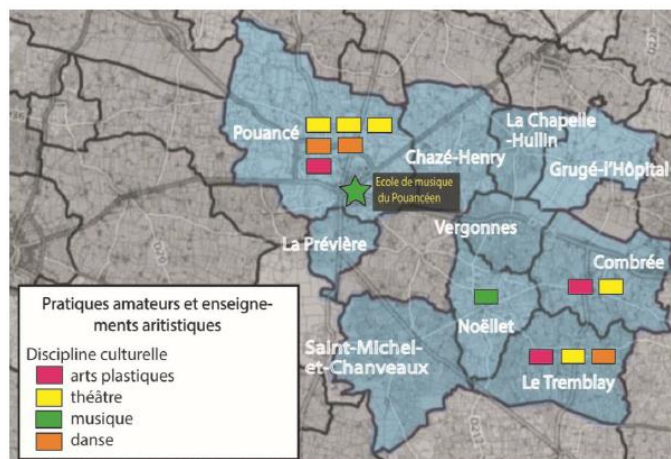 Pouancé
La Chapelle
-Hullin
Chazé-Henry
Grugé-l'Hôpital
Ecole de musique
du Pouancéen
Vergonnes
La Prévière
Combrée
Noëllet
Saint-Michel
-et-Chanveaux
Le Tremblay
Pratiques amateurs et enseigne-
ments aritistiques
Discipline culturelle
arts plastiques
théâtre
musique
danse